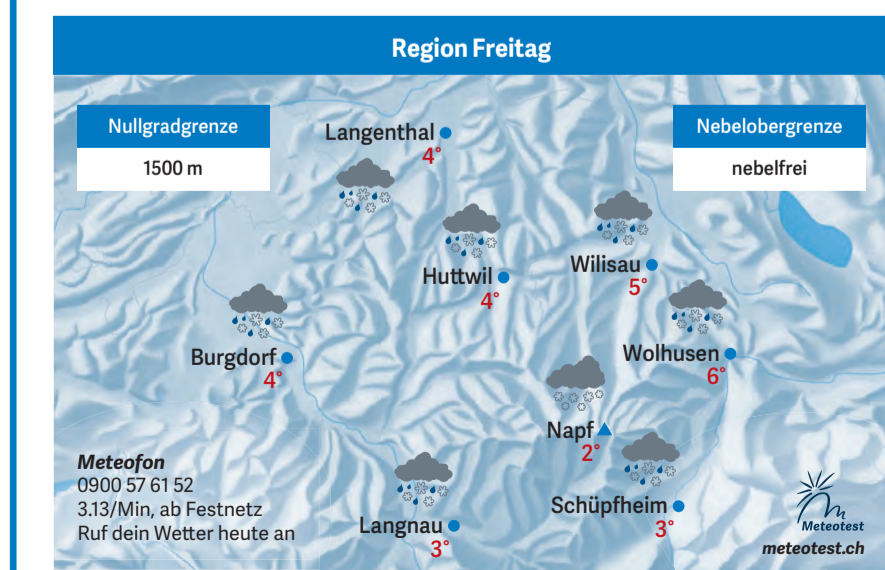 Region Freitag
Nullgradgrenze
1500 m
Nebelobergrenze
nebelfrei
Langenthal
4°
Huttwil
4°
Wilisau
5°
Burgdorf
4°
Wolhusen
6°
Napf
2°
Schüpfheim
3°
Langnau
3°
Meteofon
0900 57 61 52
3.13/Min, ab Festnetz
Ruf dein Wetter heute an
Meteotest
meteotest.ch